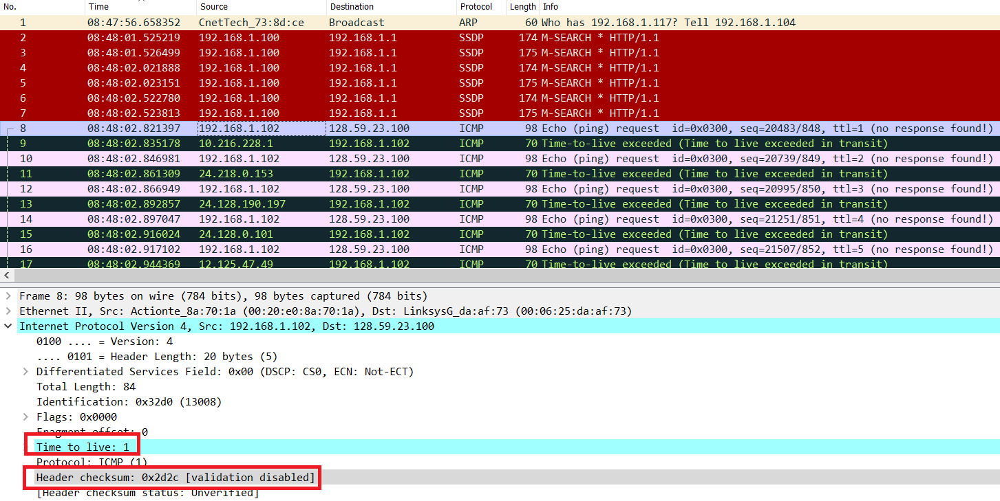 No. Time Source Destination Protocol Length Info
1 08:47:56.658352 CnetTech_73:8d:ce Broadcast ARP 60 Who has 192.168.1.117? Tell 192.168.1.104
2 08:48:01.525219 192.168.1.100 192.168.1.1 SSDP 174 M-SEARCH * HTTP/1.1
3 08:48:01.526499 192.168.1.100 192.168.1.1 SSDP 175 M-SEARCH * HTTP/1.1
4 08:48:02.021888 192.168.1.100 192.168.1.1 SSDP 174 M-SEARCH * HTTP/1.1
5 08:48:02.023151 192.168.1.100 192.168.1.1 SSDP 175 M-SEARCH * HTTP/1.1
6 08:48:02.522780 192.168.1.100 192.168.1.1 SSDP 174 M-SEARCH * HTTP/1.1
7 08:48:02.523813 192.168.1.100 192.168.1.1 SSDP 175 M-SEARCH * HTTP/1.1
8 08:48:02.821397 192.168.1.102 128.59.23.100 ICMP 98 Echo (ping) request id=0x0300, seq=20483/848, ttl=1 (no response found!)
9 08:48:02.835178 10.216.228.1 192.168.1.102 ICMP 70 Time-to-live exceeded (Time to live exceeded in transit)
10 08:48:02.846981 192.168.1.102 128.59.23.100 ICMP 98 Echo (ping) request id=0x0300, seq=20739/849, ttl=2 (no response found!)
11 08:48:02.861309 24.218.0.153 192.168.1.102 ICMP 70 Time-to-live exceeded (Time to live exceeded in transit)
12 08:48:02.866949 192.168.1.102 128.59.23.100 ICMP 98 Echo (ping) request id=0x0300, seq=20995/850, ttl=3 (no response found!)
13 08:48:02.892857 24.128.190.197 192.168.1.102 ICMP 70 Time-to-live exceeded (Time to live exceeded in transit)
14 08:48:02.897047 192.168.1.102 128.59.23.100 ICMP 98 Echo (ping) request id=0x0300, seq=21251/851, ttl=4 (no response found!)
15 08:48:02.916024 24.128.0.101 192.168.1.102 ICMP 70 Time-to-live exceeded (Time to live exceeded in transit)
16 08:48:02.917102 192.168.1.102 128.59.23.100 ICMP 98 Echo (ping) request id=0x0300, seq=21507/852, ttl=5 (no response found!)
17 08:48:02.944369 12.125.47.49 192.168.1.102 ICMP 70 Time-to-live exceeded (Time to live exceeded in transit)
Frame 8: 98 bytes on wire (784 bits), 98 bytes captured (784 bits)
Ethernet II, Src: Actionte_8a:70:1a (00:20:e0:8a:70:1a), Dst: LinksysG_da:af:73 (00:06:25:da:af:73)
Internet Protocol Version 4, Src: 192.168.1.102, Dst: 128.59.23.100
0100 .... = Version: 4
.... 0101 = Header Length: 20 bytes (5)
Differentiated Services Field: 0x00 (DSCP: CS0, ECN: Not-ECT)
Total Length: 84
Identification: 0x32d0 (13008)
Flags: 0x0000
Fragment offset: 0
Time to live: 1
Protocol: ICMP (1)
Header checksum: 0x2d2c [validation disabled]
[Header checksum status: Unverified]